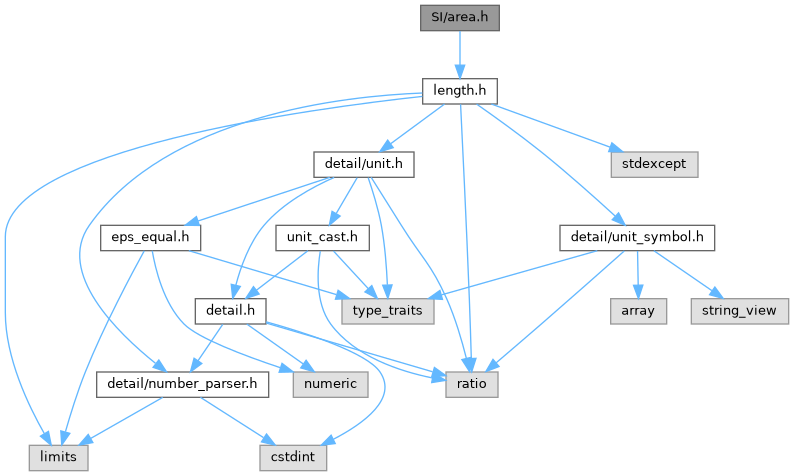 SI/area.h
length.h
detail/unit.h
stdexcept
eps_equal.h
unit_cast.h
detail/unit_symbol.h
detail.h
type_traits
array
string_view
detail/number_parser.h
numeric
ratio
limits
cstdint